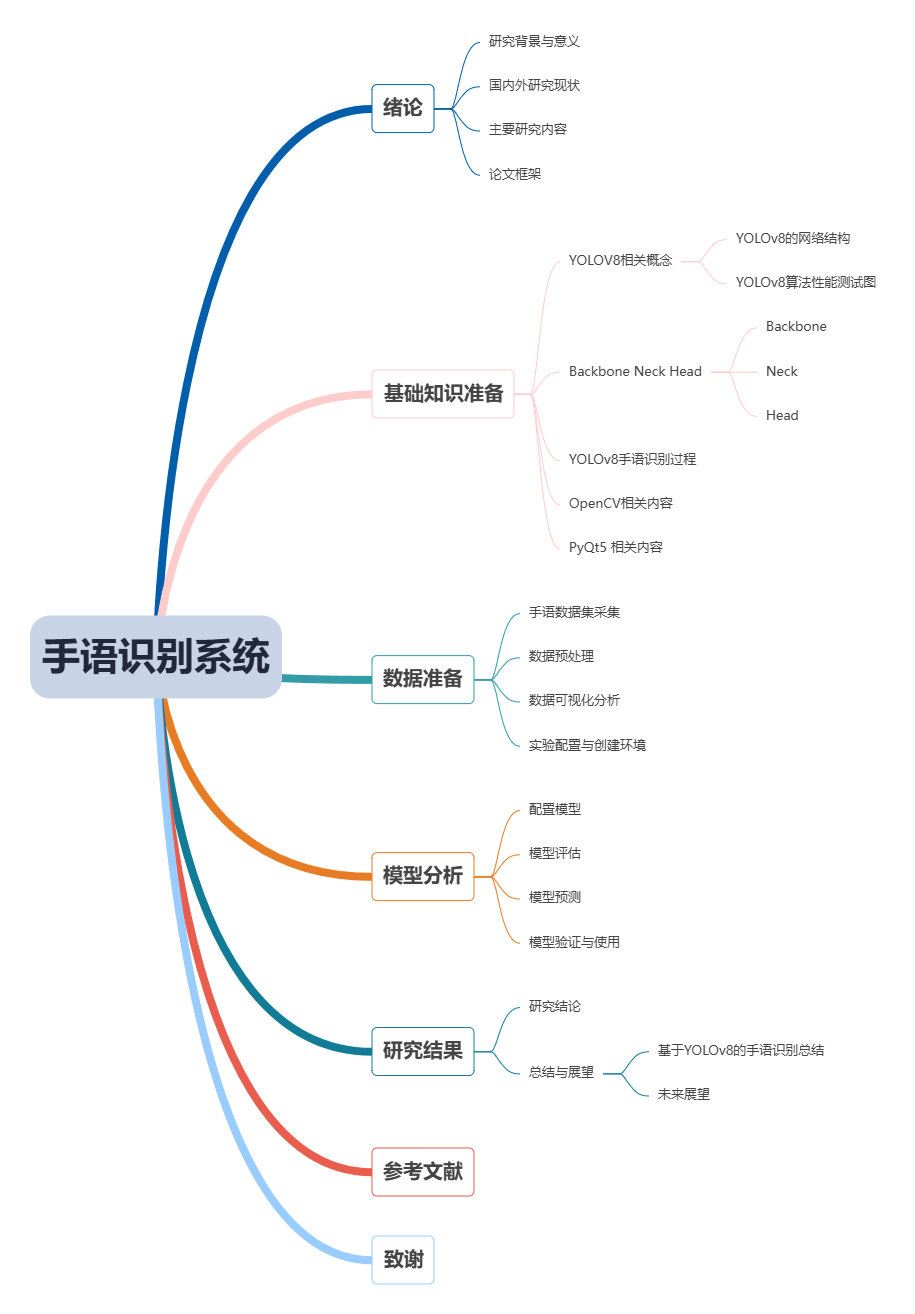 手语识别系统
绪论
研究背景与意义
国内外研究现状
主要研究内容
论文框架
基础知识准备
YOLOV8相关概念
YOLOv8的网络结构
YOLOv8算法性能测试图
Backbone Neck Head
Backbone
Neck
Head
YOLOv8手语识别过程
OpenCV相关内容
PyQt5 相关内容
数据准备
手语数据集采集
数据预处理
数据可视化分析
实验配置与创建环境
模型分析
配置模型
模型评估
模型预测
模型验证与使用
研究结果
研究结论
总结与展望
基于YOLOv8的手语识别总结
未来展望
参考文献
致谢